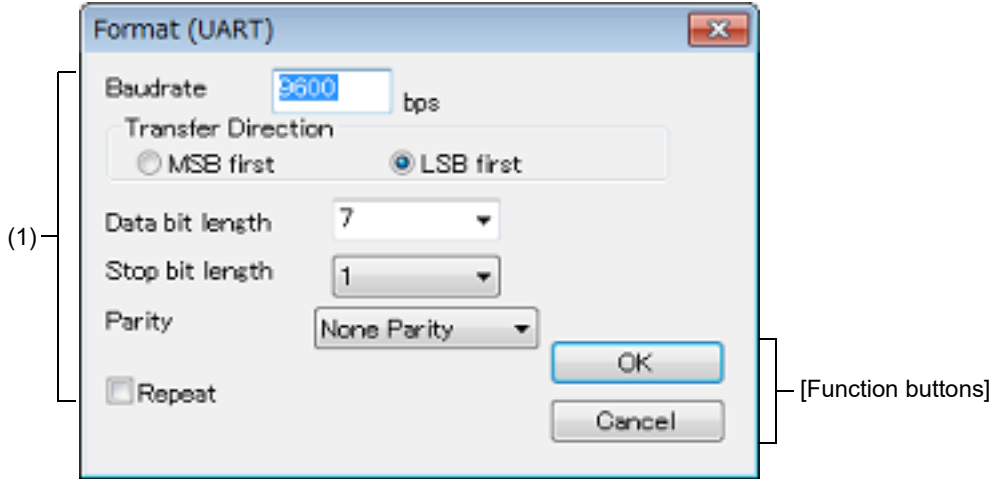 Format (UART)
Baudrate 9600 bps
Transfer Direction
MSB first LSB first
(1)
Data bit length 7
Stop bit length 1
Parity None Parity
OK
[Function buttons]
Repeat
Cancel